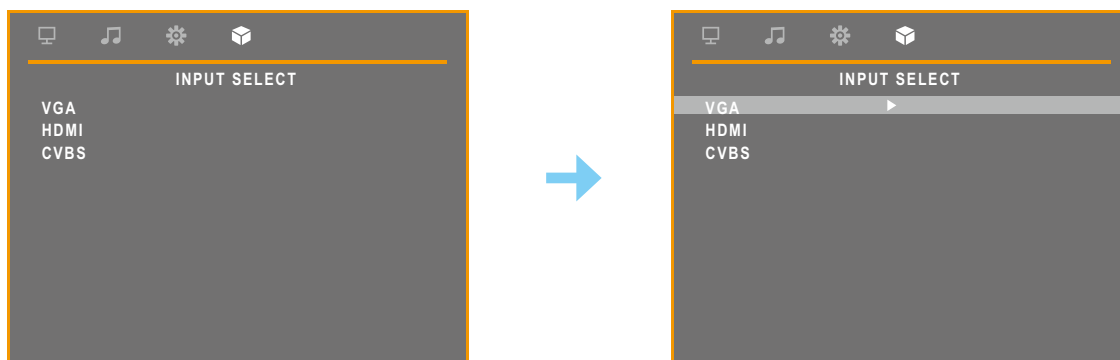 INPUT SELECT
VGA
HDMI
CVBS
INPUT SELECT
VGA
HDMI
CVBS